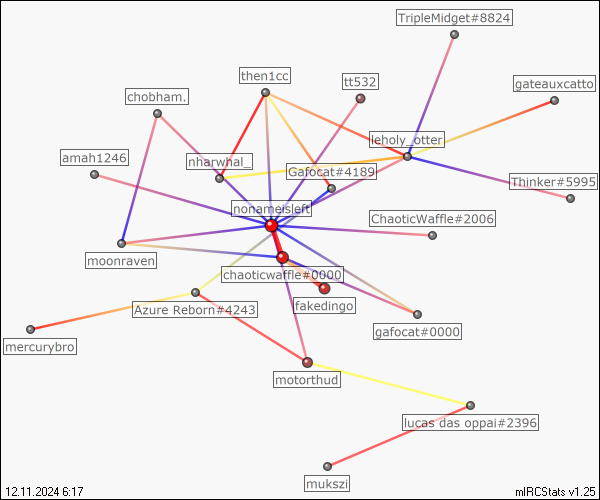 TripleMidget#8824
then1cc
tt532
gateauxcatto
chobham.
leholy_otter
amah1246
nharwhal_
Gafocat#4189
Thinker#5995
nonameisleft
ChaoticWaffle#2006
moonraven
chaoticwaffle#0000
Azure Reborn#4243
fakedingo
gafocat#0000
mercurybro
motorthud
lucas das oppai#2396
mukszi
12.11.2024 6:17
mIRCStats v1.25